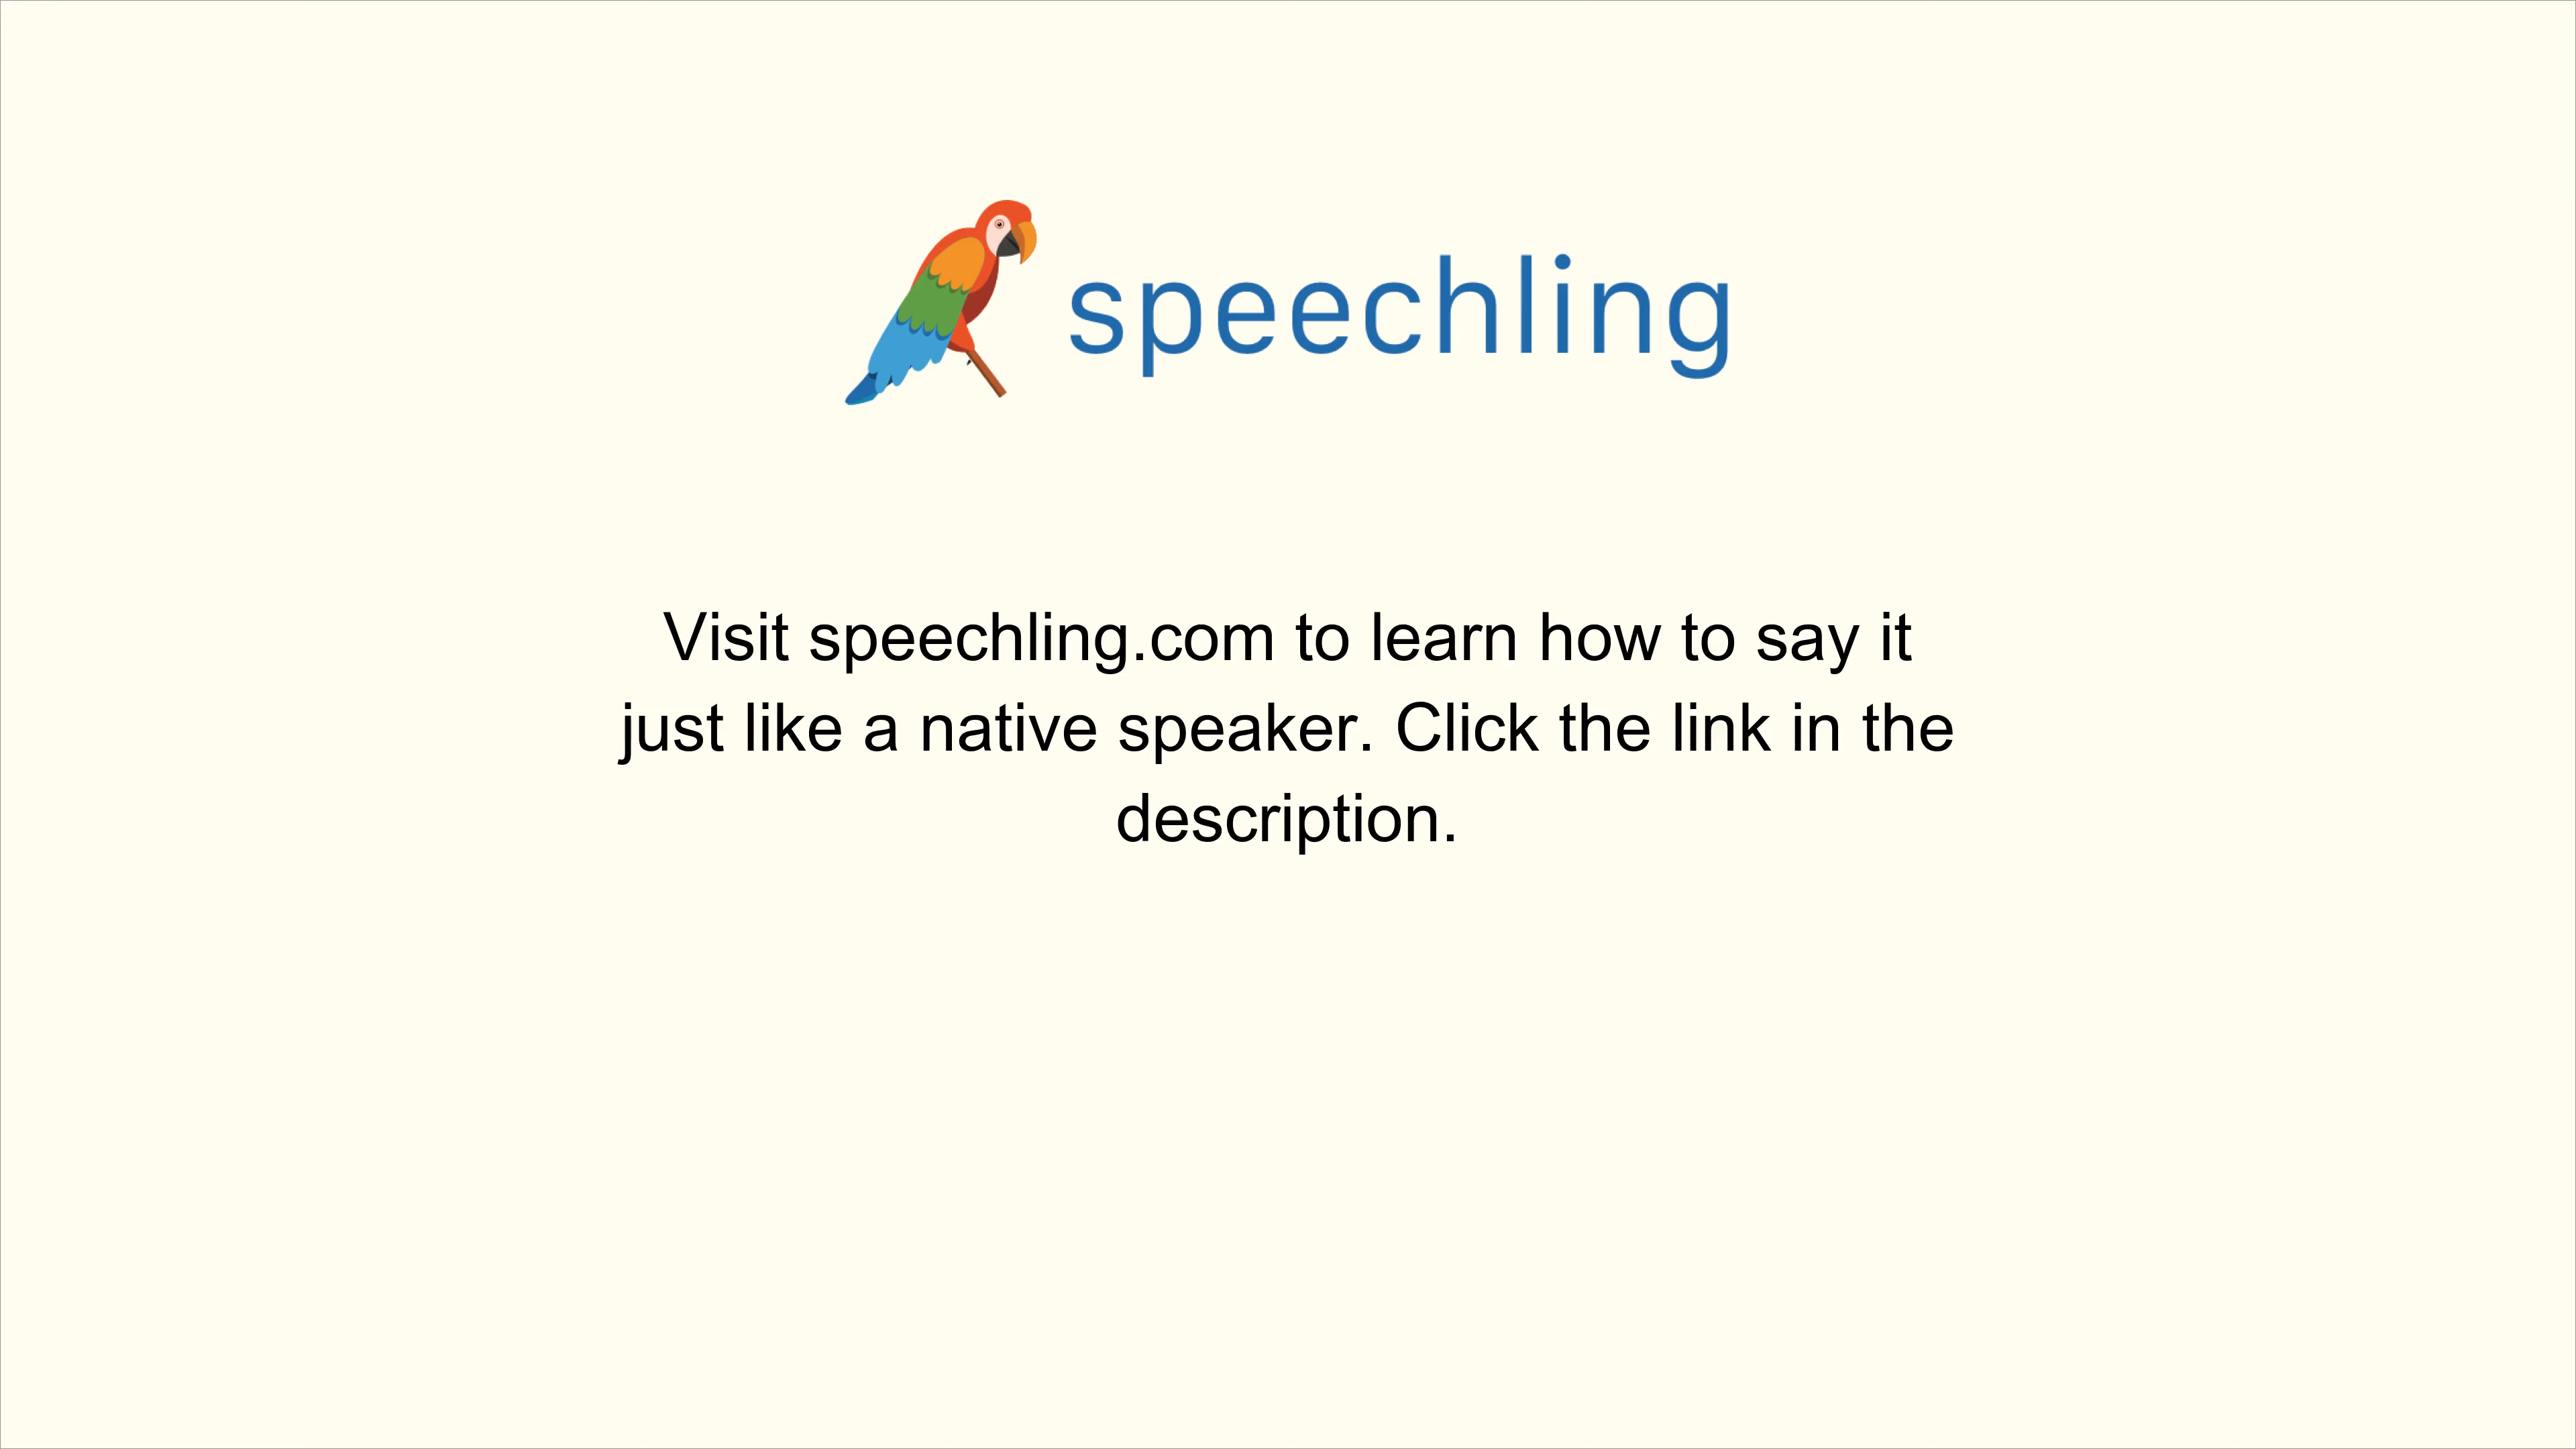 speechling
Visit speechling.com to learn how to say it
just like a native speaker. Click the link in the
description.